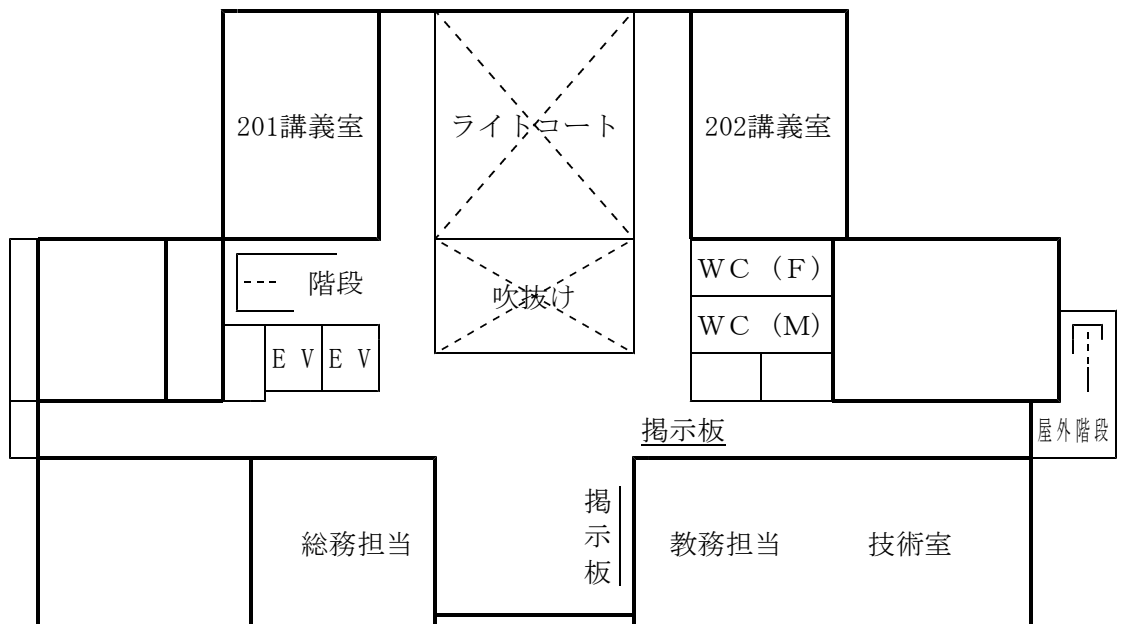 201講義室
ライトコート
202講義室
階段
吹抜け
WC（F）
WC（M）
EV
EV
掲示板
屋外階段
掲示板
総務担当
教務担当
技術室